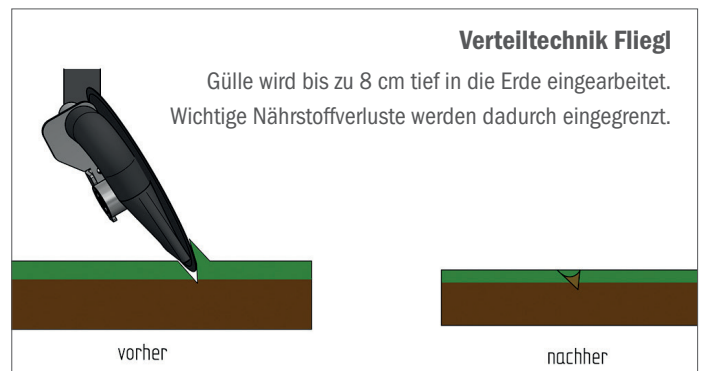 Verteiltechnik Fliegl
Gülle wird bis zu 8 cm tief in die Erde eingearbeitet.
Wichtige Nährstoffverluste werden dadurch eingegrenzt.
vorher
nachher